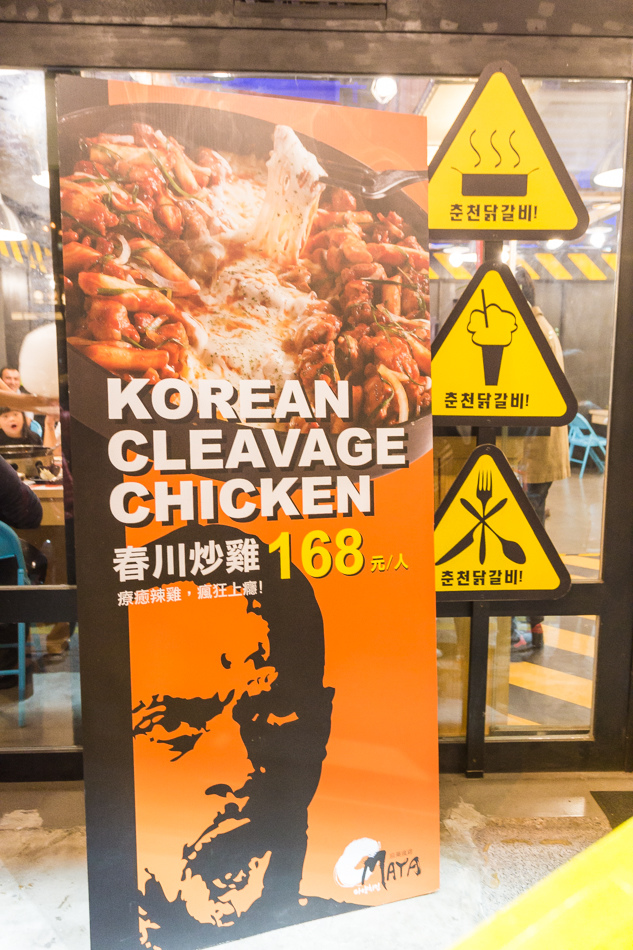 KOREAN
CLEAVAGE
CHICKEN
春川炒雞 168 元/人
療癒辣雞，瘋狂上癮!
MAYA
춘천닭갈비!
춘천닭갈비!
춘천닭갈비!